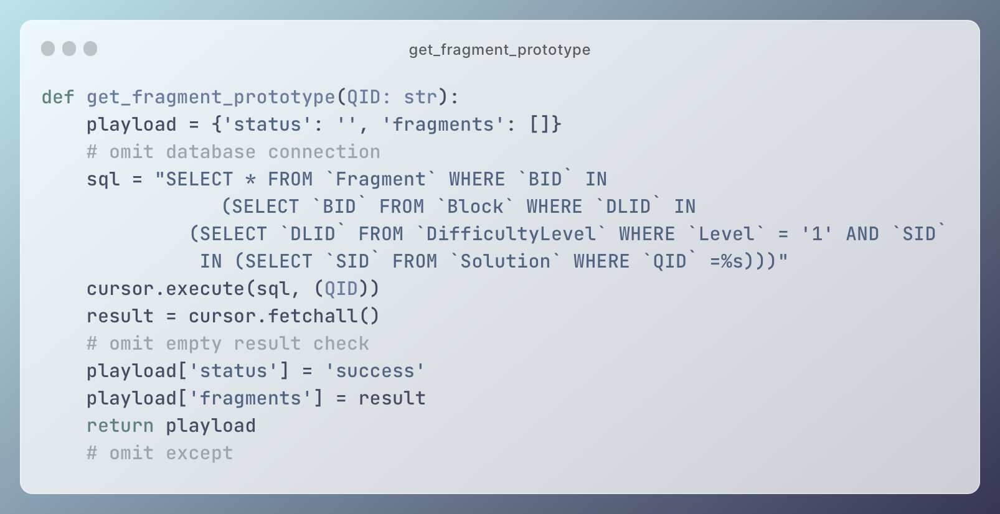 get_fragment_prototype
def get_fragment_prototype(QID: str):
    playload = {'status': '', 'fragments': []}
    # omit database connection
    sql = "SELECT * FROM `Fragment` WHERE `BID` IN
                (SELECT `BID` FROM `Block` WHERE `DLID` IN
             (SELECT `DLID` FROM `DifficultyLevel` WHERE `Level` = '1' AND `SID`
              IN (SELECT `SID` FROM `Solution` WHERE `QID` =%s)))"
    cursor.execute(sql, (QID))
    result = cursor.fetchall()
    # omit empty result check
    playload['status'] = 'success'
    playload['fragments'] = result
    return playload
    # omit except